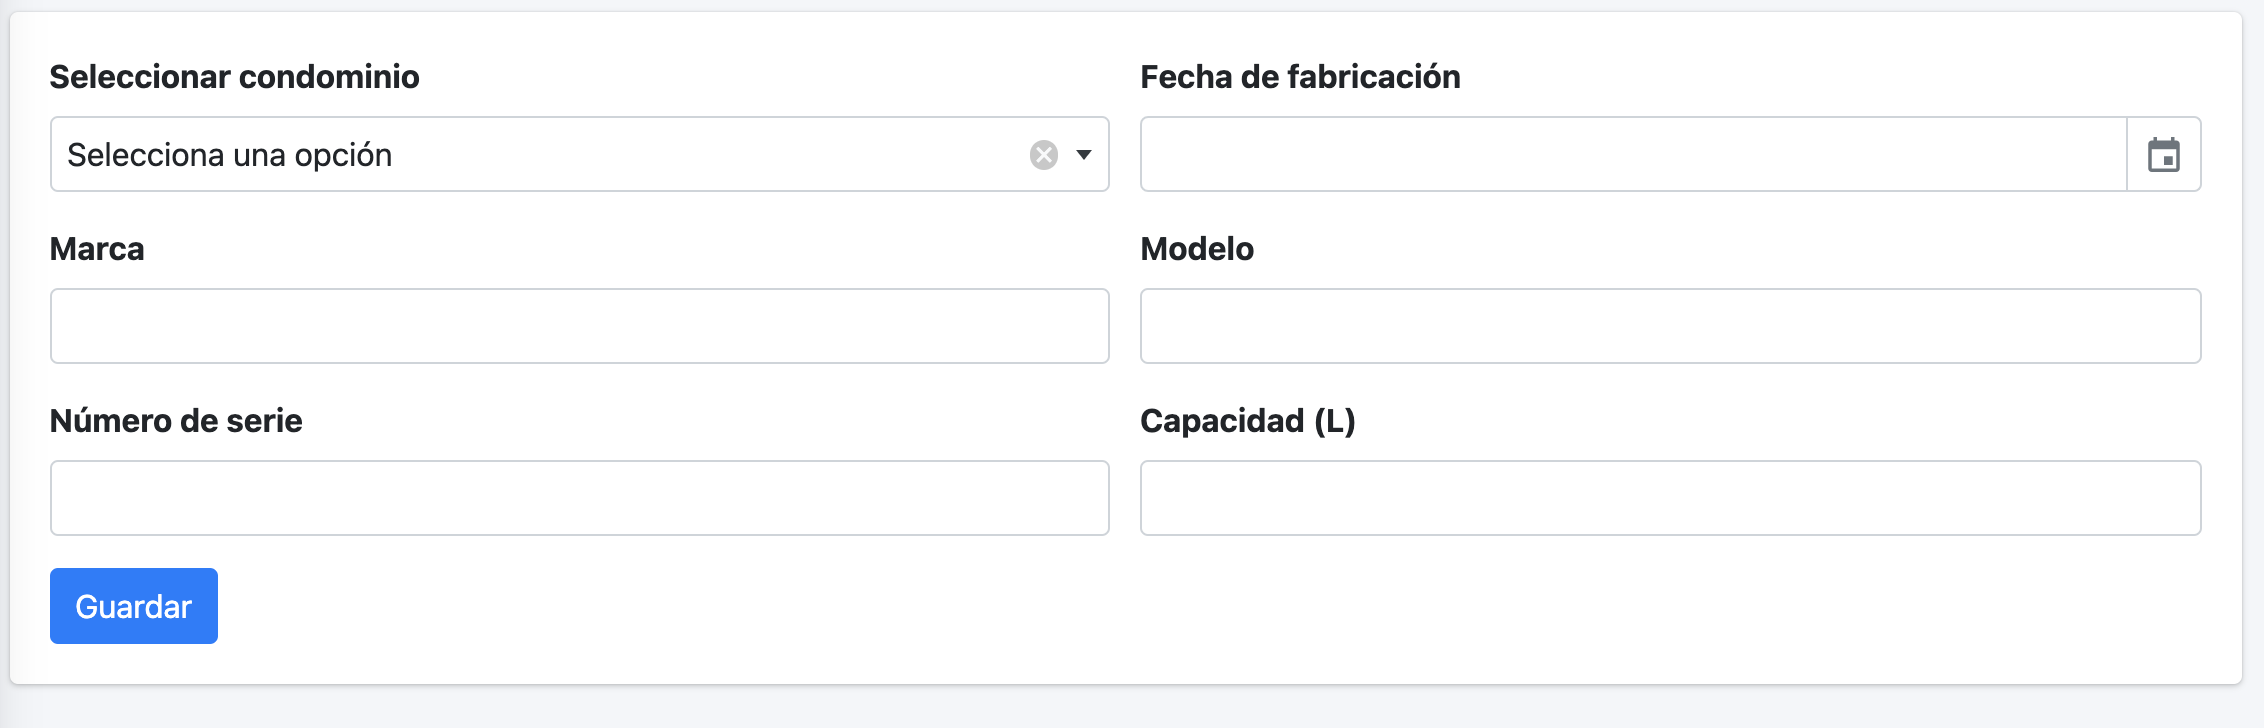 Seleccionar condominio
Fecha de fabricación
Selecciona una opción
Marca
Modelo
Número de serie
Capacidad (L)
Guardar